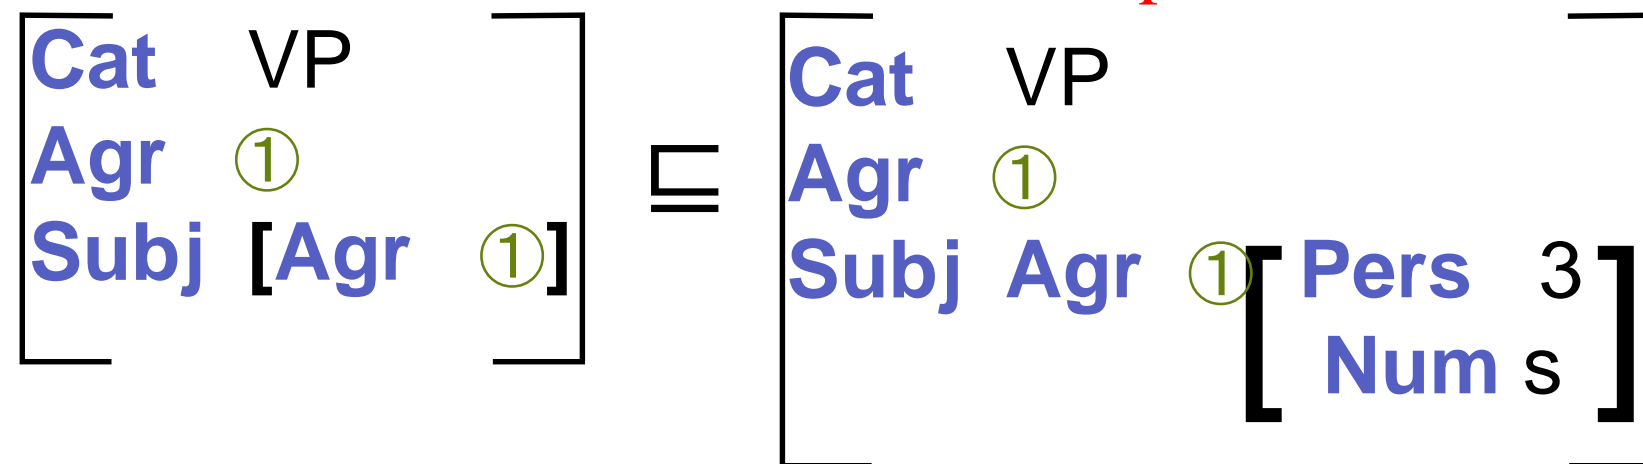 Cat VP
Agr ①
Subj [Agr ①]
⊑
Cat VP
Agr ①
Subj Agr ① [Pers 3
Num s]